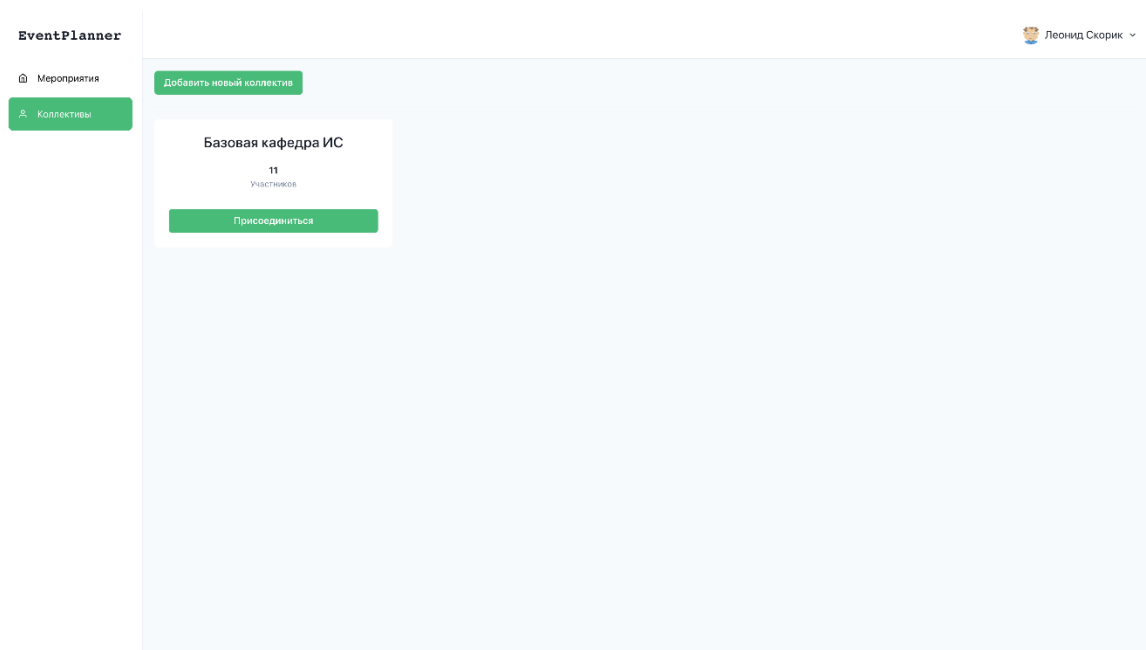 EventPlanner
Леонид Скорик
Мероприятия
Коллективы
Добавить новый коллектив
Базовая кафедра ИС
11
Участников
Присоединиться